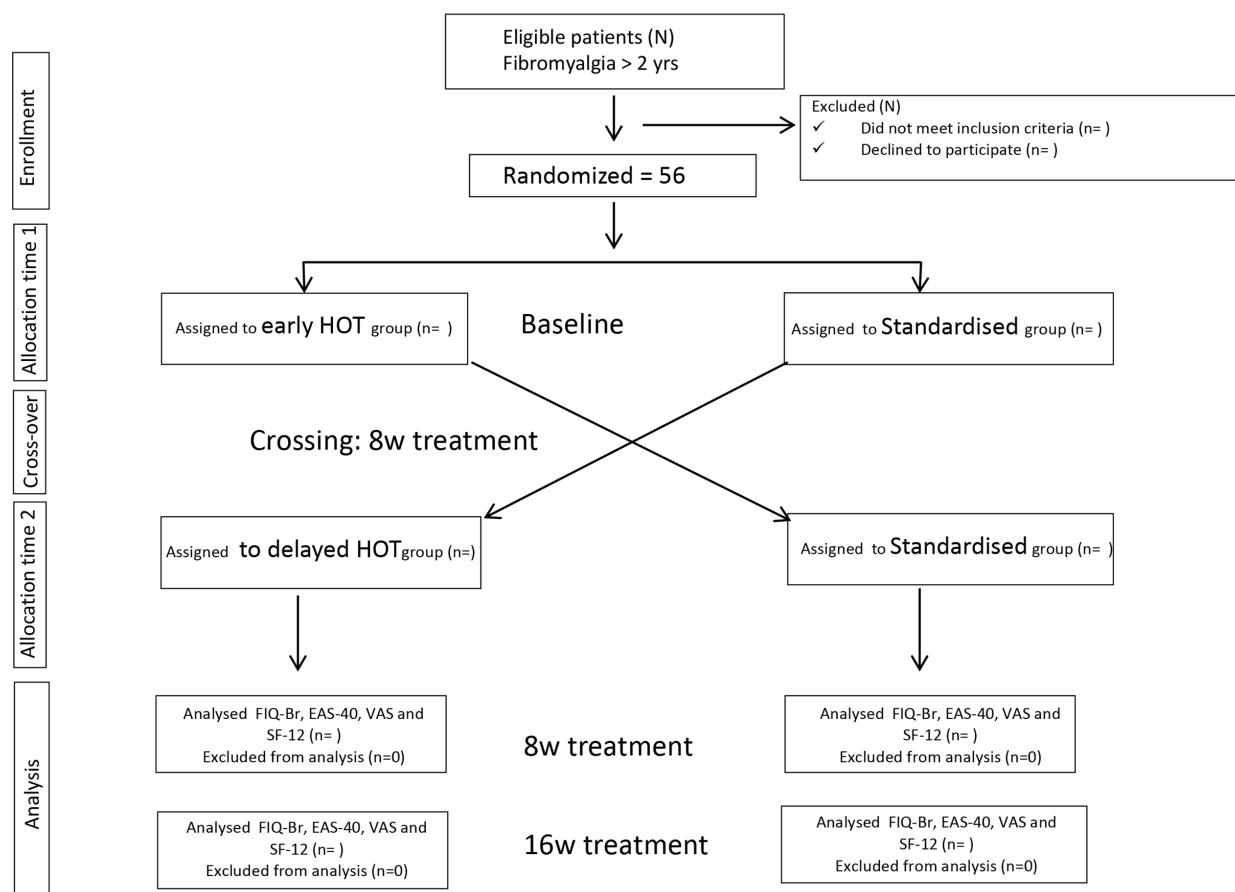 Eligible patients (N)
Fibromyalgia > 2 yrs
Enrollment
Excluded (N)
✓ Did not meet inclusion criteria (n= )
✓ Declined to participate (n= )
Randomized = 56
Allocation time 1
Assigned to early HOT group (n= )
Baseline
Assigned to Standardised group (n= )
Cross-over
Crossing: 8w treatment
Allocation time 2
Assigned to delayed HOTgroup (n=)
Assigned to Standardised group (n= )
Analysis
Analysed FIQ-Br, EAS-40, VAS and
SF-12 (n= )
Excluded from analysis (n=0)
8w treatment
Analysed FIQ-Br, EAS-40, VAS and
SF-12 (n= )
Excluded from analysis (n=0)
Analysed FIQ-Br, EAS-40, VAS and
SF-12 (n= )
Excluded from analysis (n=0)
16w treatment
Analysed FIQ-Br, EAS-40, VAS and
SF-12 (n= )
Excluded from analysis (n=0)